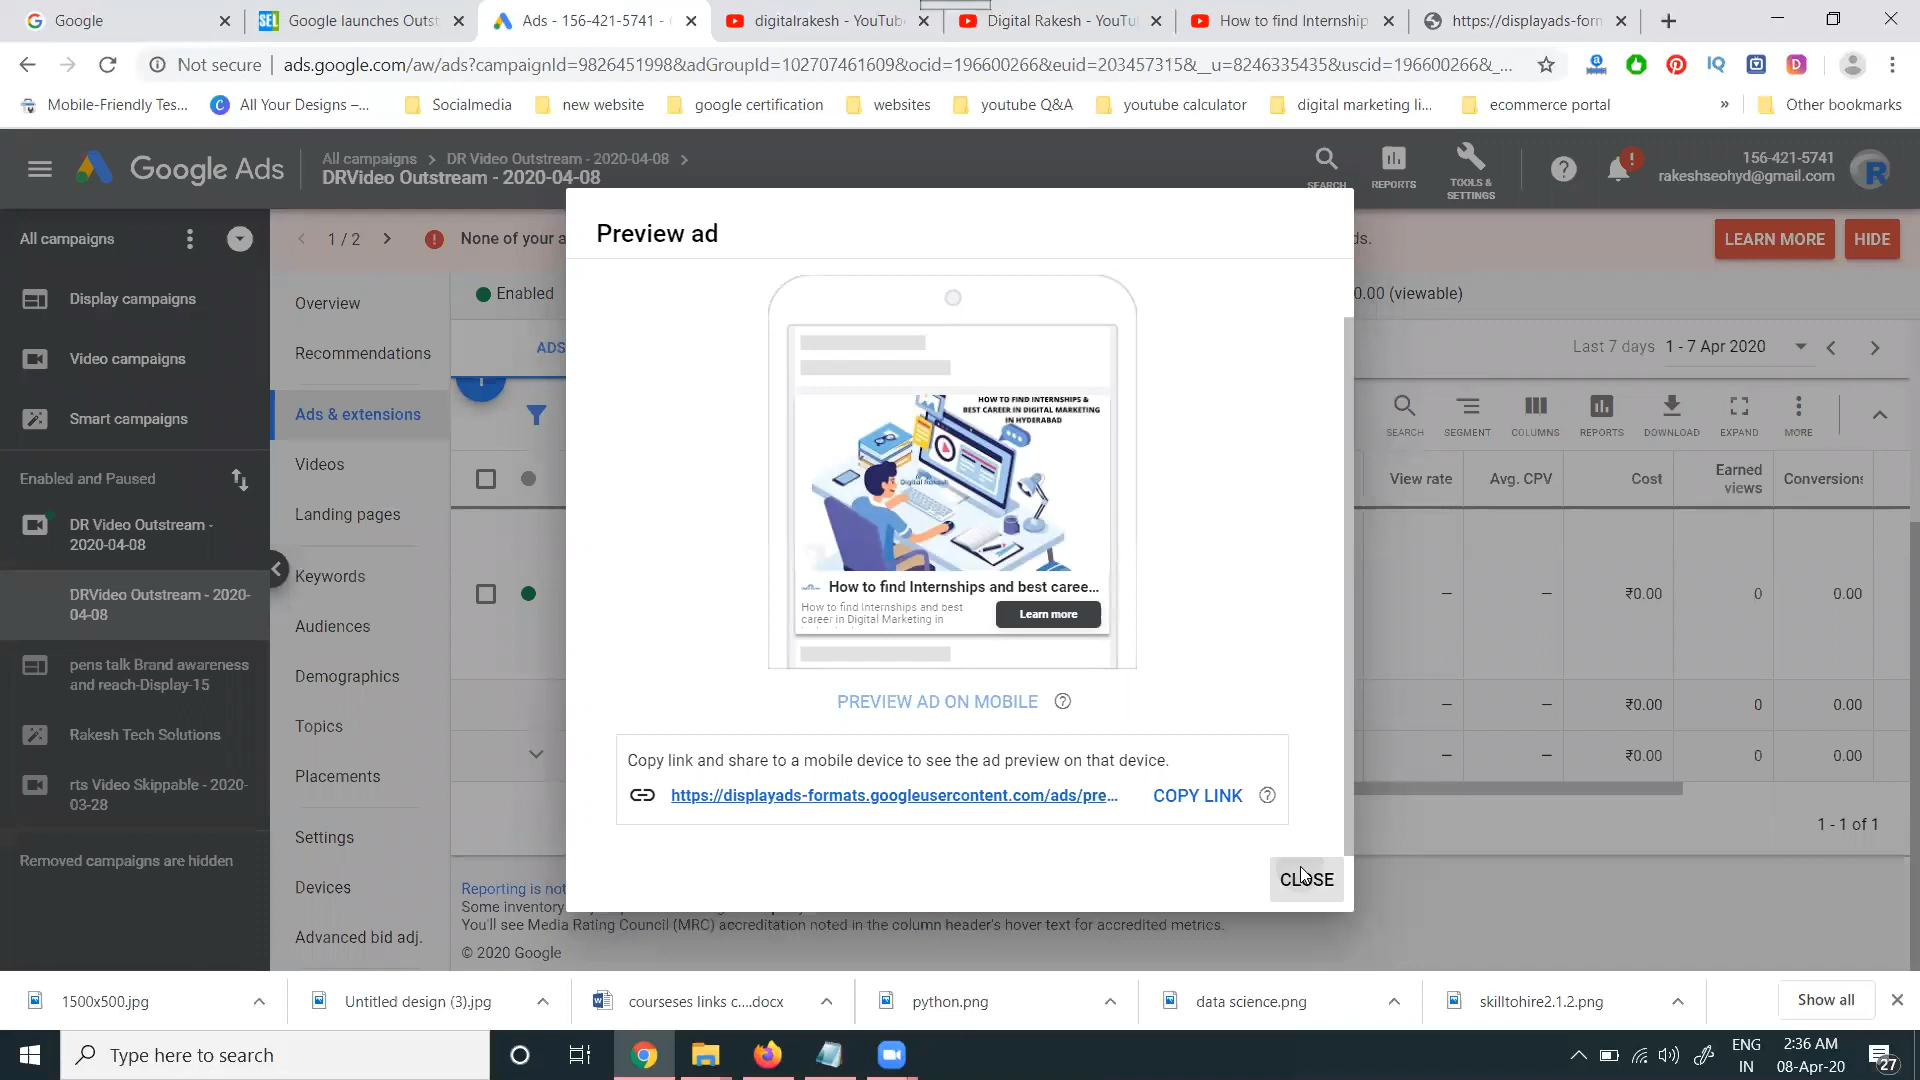 Google
Google launches Outst
Ads - 156-421-5741 -
digitalrakesh - YouTube
Digital Rakesh - YouTu
How to find Internship
https://displayads-form
Not secure
ads.google.com/aw/ads?campaignId=9826451998&adGroupId=102707461609&ocid=196600266&euid=203457315&__u=8246335435&uscid=196600266&_...
Mobile-Friendly Tes...
All Your Designs –...
Socialmedia
new website
google certification
websites
youtube Q&A
youtube calculator
digital marketing li...
ecommerce portal
»
Other bookmarks
Google Ads
All campaigns > DR Video Outstream - 2020-04-08 >
DRVideo Outstream - 2020-04-08
SEARCH
REPORTS
TOOLS &
SETTINGS
156-421-5741
rakeshseohyd@gmail.com
All campaigns
1 / 2
None of your a
ds.
LEARN MORE
HIDE
Display campaigns
Video campaigns
Smart campaigns
Enabled and Paused
DR Video Outstream -
2020-04-08
DRVideo Outstream - 2020-
04-08
pens talk Brand awareness
and reach-Display-15
Rakesh Tech Solutions
rts Video Skippable - 2020-
03-28
Removed campaigns are hidden
Overview
Recommendations
Ads & extensions
Videos
Landing pages
Keywords
Audiences
Demographics
Topics
Placements
Settings
Devices
Advanced bid adj.
Enabled
0.00 (viewable)
ADS
Last 7 days
1 - 7 Apr 2020
SEARCH
SEGMENT
COLUMNS
REPORTS
DOWNLOAD
EXPAND
MORE
View rate
Avg. CPV
Cost
Earned
views
Conversions
–
–
₹0.00
0
0.00
–
–
₹0.00
0
0.00
–
–
₹0.00
0
0.00
1 - 1 of 1
Preview ad
HOW TO FIND INTERNSHIPS &
BEST CAREER IN DIGITAL MARKETING
IN HYDERABAD
Digital Rakesh
How to find Internships and best caree...
How to find Internships and best
career in Digital Marketing in
Learn more
PREVIEW AD ON MOBILE
Copy link and share to a mobile device to see the ad preview on that device.
https://displayads-formats.googleusercontent.com/ads/pre...
COPY LINK
CLOSE
Reporting is not
Some inventory
You'll see Media Rating Council (MRC) accreditation noted in the column header's hover text for accredited metrics.
© 2020 Google
1500x500.jpg
Untitled design (3).jpg
courseses links c....docx
python.png
data science.png
skilltohire2.1.2.png
Show all
Type here to search
ENG
IN
2:36 AM
08-Apr-20
27